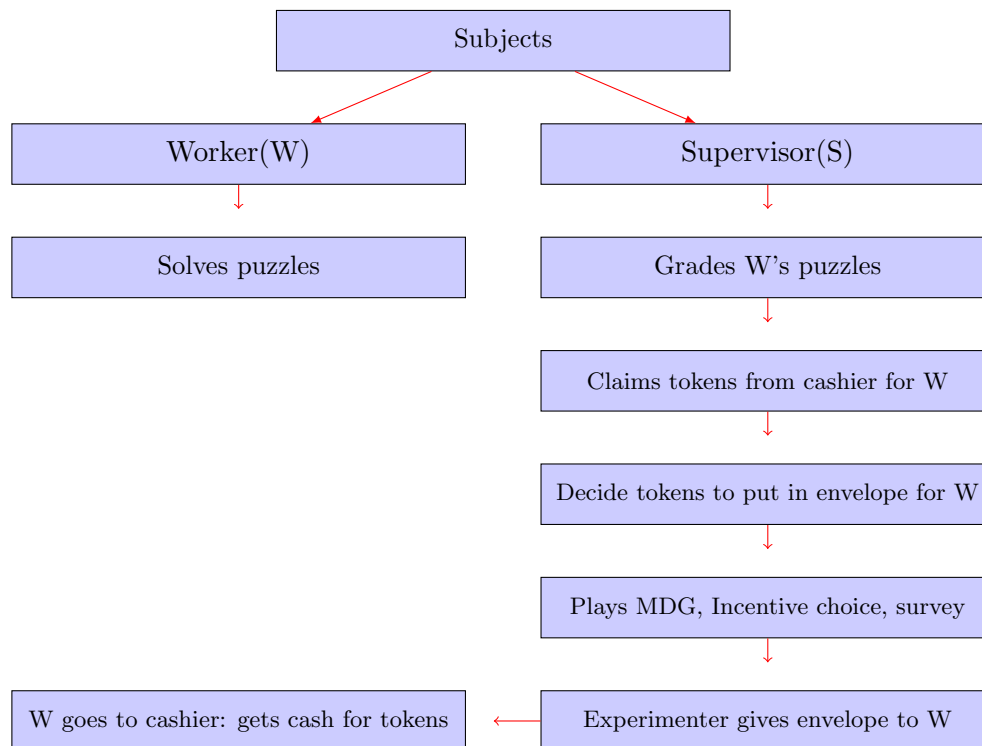 Subjects
Worker(W)
Supervisor(S)
Solves puzzles
Grades W's puzzles
Claims tokens from cashier for W
Decide tokens to put in envelope for W
Plays MDG, Incentive choice, survey
W goes to cashier: gets cash for tokens
Experimenter gives envelope to W